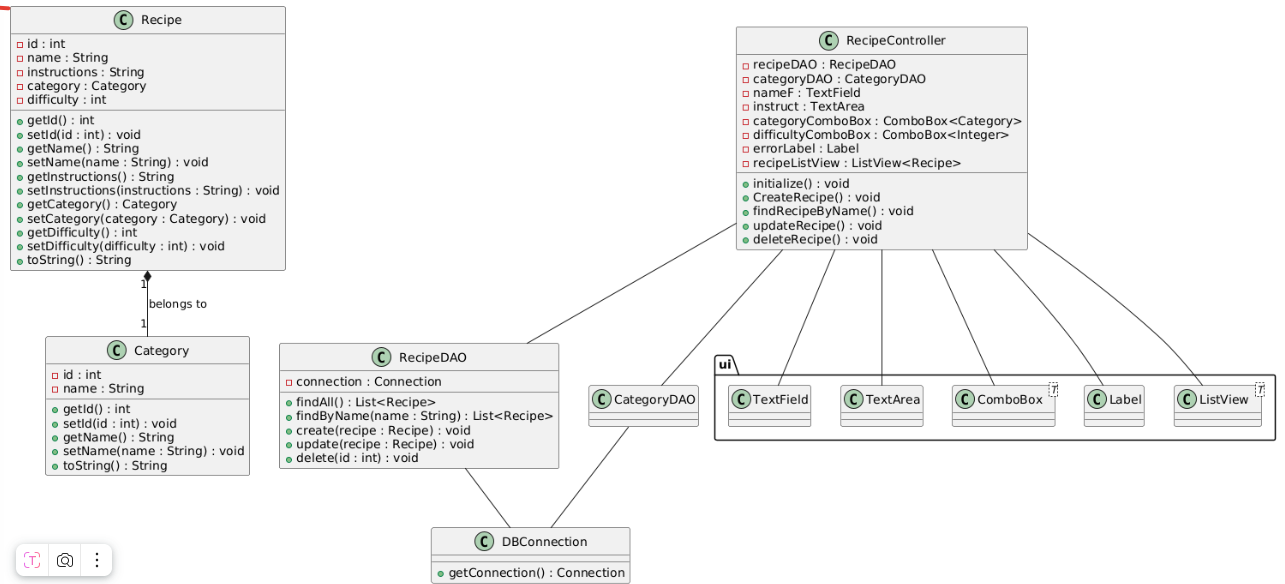 C Recipe
id : int
name : String
instructions : String
category : Category
difficulty : int
getId() : int
setId(id : int) : void
getName() : String
setName(name : String) : void
getInstructions() : String
setInstructions(instructions : String) : void
getCategory() : Category
setCategory(category : Category) : void
getDifficulty() : int
setDifficulty(difficulty : int) : void
toString() : String
1
belongs to
1
C Category
id : int
name : String
getId() : int
setId(id : int) : void
getName() : String
setName(name : String) : void
toString() : String
C RecipeController
recipeDAO : RecipeDAO
categoryDAO : CategoryDAO
nameF : TextField
instruct : TextArea
categoryComboBox : ComboBox<Category>
difficultyComboBox : ComboBox<Integer>
errorLabel : Label
recipeListView : ListView<Recipe>
initialize() : void
CreateRecipe() : void
findRecipeByName() : void
updateRecipe() : void
deleteRecipe() : void
C RecipeDAO
connection : Connection
findAll() : List<Recipe>
findByName(name : String) : List<Recipe>
create(recipe : Recipe) : void
update(recipe : Recipe) : void
delete(id : int) : void
C CategoryDAO
ui
C TextField
C TextArea
C ComboBox T
C Label
C ListView T
C DBConnection
getConnection() : Connection
T